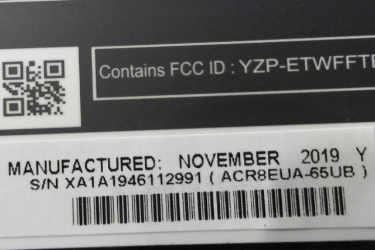 Contains FCC ID : YZP-ETWFFTE
MANUFACTURED: NOVEMBER 2019 Y
S/N XA1A1946112991 ( ACR8EUA-65UB )